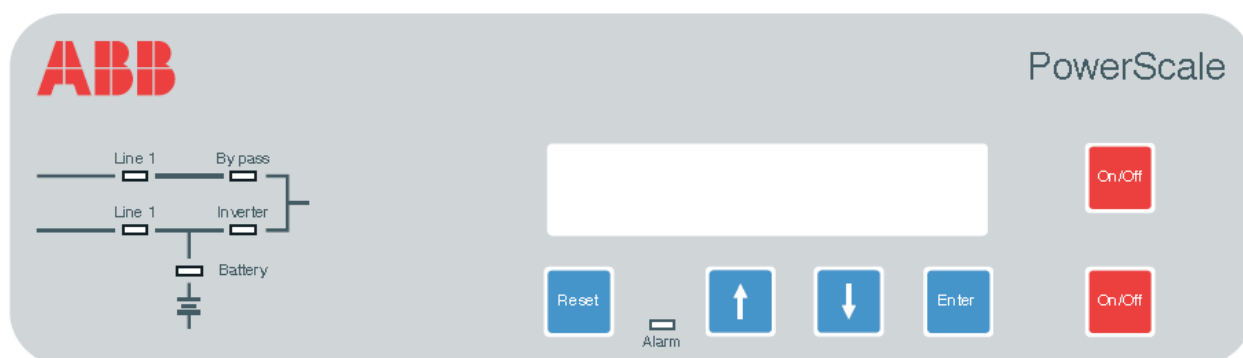 ABB
PowerScale
Line 1
By pass
Line 1
Inverter
Battery
On/Off
Reset
Alarm
Enter
On/Off